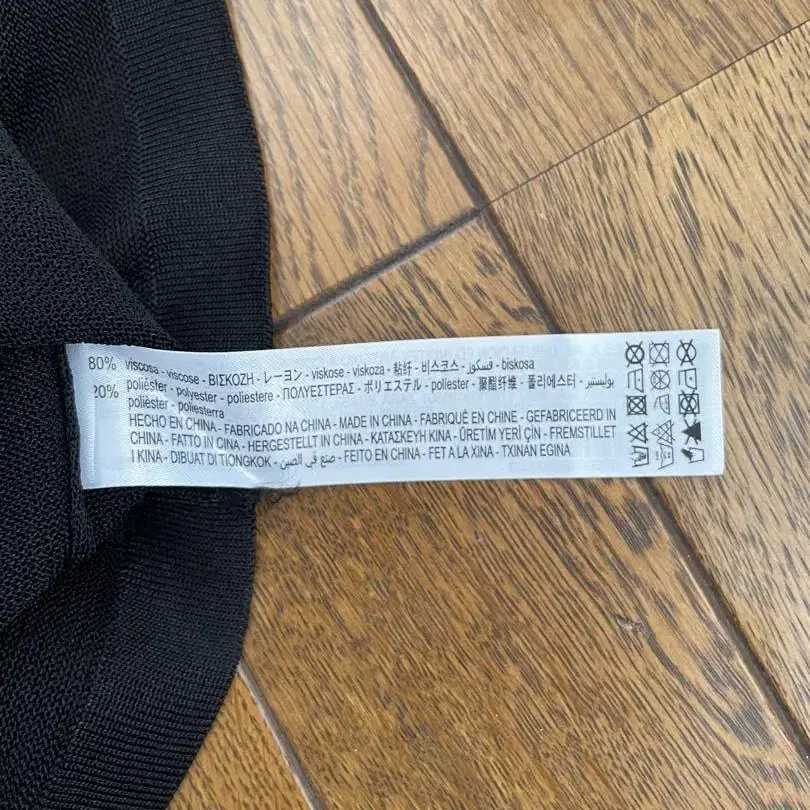 80% viscosa - viscose - ΒΙΣΚΟΖΗ - レーヨン - viskose - viskoza - 粘纤 - 비스코스 - فسكوز - biskosa
20% poliéster - polyester - poliestere - ΠΟΛΥΕΣΤΕΡΑΣ - ポリエステル - poliester - 聚酯纤维 - 폴리에스터 - بوليستير
polièster - poliesterra
HECHO EN CHINA - FABRICADO NA CHINA - MADE IN CHINA - FABRIQUÉ EN CHINE - GEFABRICEERD IN
CHINA - FATTO IN CINA - HERGESTELLT IN CHINA - ΚΑΤΑΣΚΕΥΗ ΚΙΝΑ - ÜRETİM YERİ ÇİN - FREMSTILLET
I KINA - DIBUAT DI TIONGKOK - صنع في الصين - FEITO EN CHINA - FET A LA XINA - TXINAN EGINA